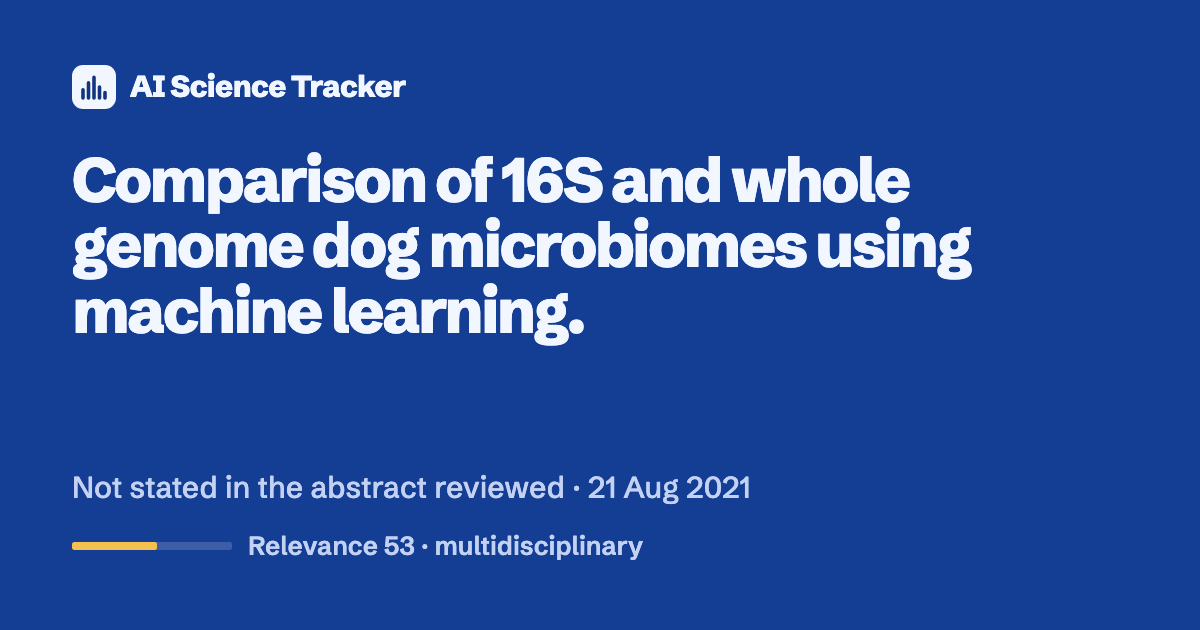 AI Science Tracker
Comparison of 16S and whole
genome dog microbiomes using
machine learning.
Not stated in the abstract reviewed · 21 Aug 2021
Relevance 53 · multidisciplinary